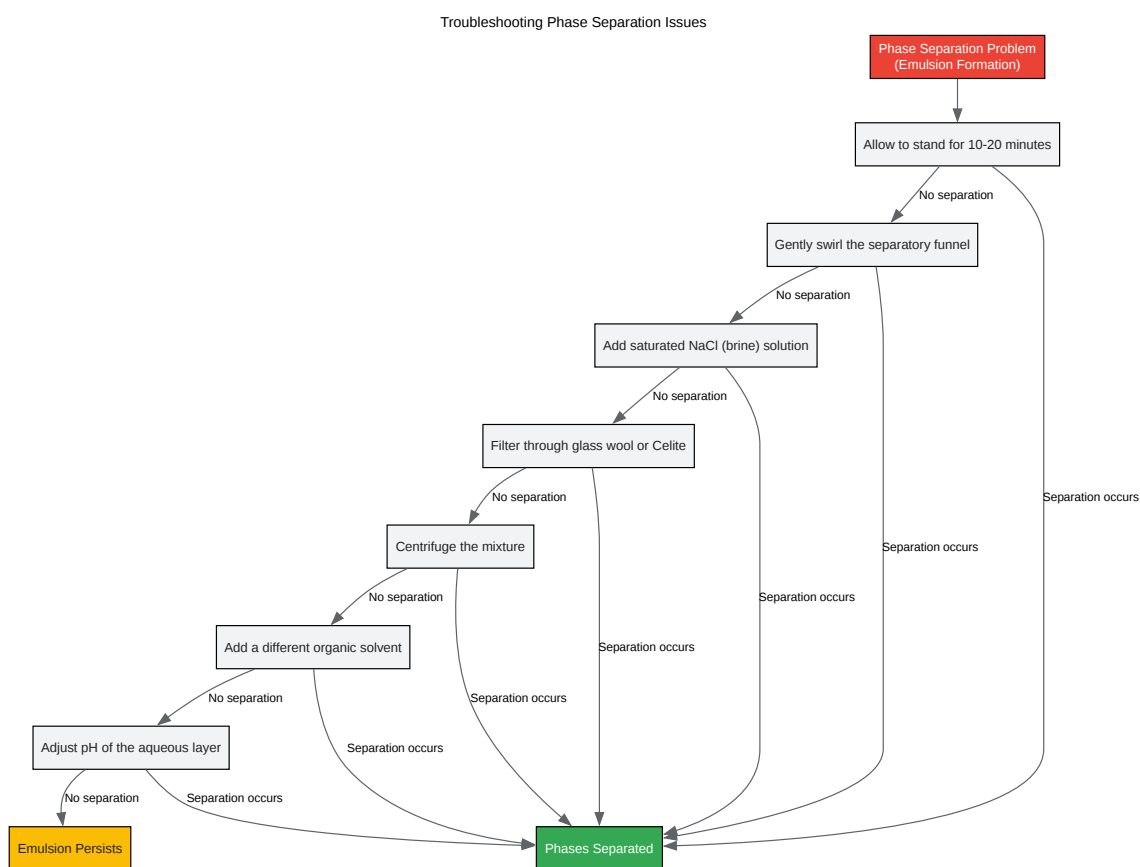 Troubleshooting Phase Separation Issues
Phase Separation Problem
(Emulsion Formation)
Allow to stand for 10-20 minutes
No separation
Gently swirl the separatory funnel
No separation
Add saturated NaCl (brine) solution
No separation
Filter through glass wool or Celite
No separation
Separation occurs
Centrifuge the mixture
Separation occurs
No separation
Separation occurs
Add a different organic solvent
Separation occurs
No separation
Separation occurs
Adjust pH of the aqueous layer
Separation occurs
No separation
Separation occurs
Emulsion Persists
Phases Separated